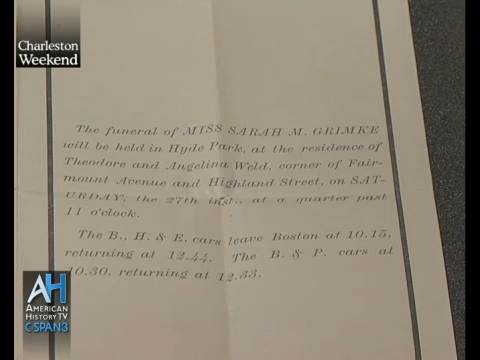 Charleston
Weekend
The funeral of MISS SARAH M. GRIMKE
will be held in Hyde Park, at the residence of
Theodore and Angelina Weld, corner of Fair-
mount Avenue and Highland Street, on SAT-
URDAY, the 27th inst., at a quarter past
11 o'clock.
The B., H. & E. cars leave Boston at 10.15,
returning at 12.44. The B. & P. cars at
10.30, returning at 12.33.
AH
AMERICAN
HISTORY TV
C-SPAN3